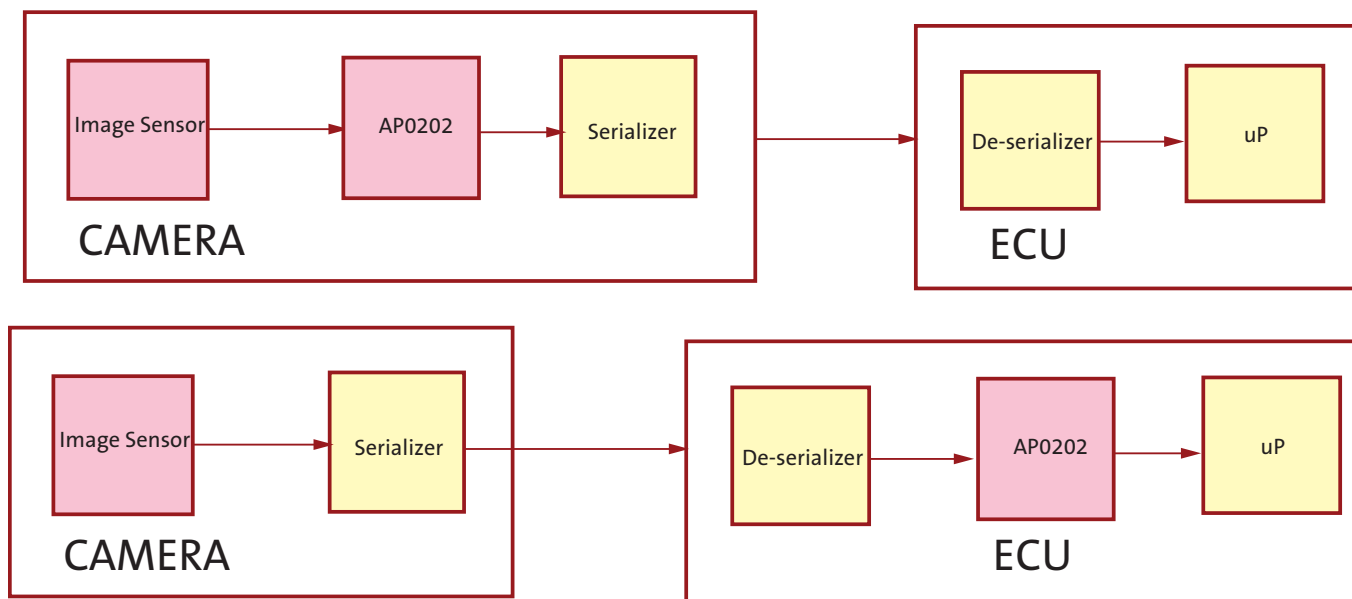 Image Sensor
AP0202
Serializer
CAMERA
De-serializer
uP
ECU
Image Sensor
Serializer
CAMERA
De-serializer
AP0202
uP
ECU